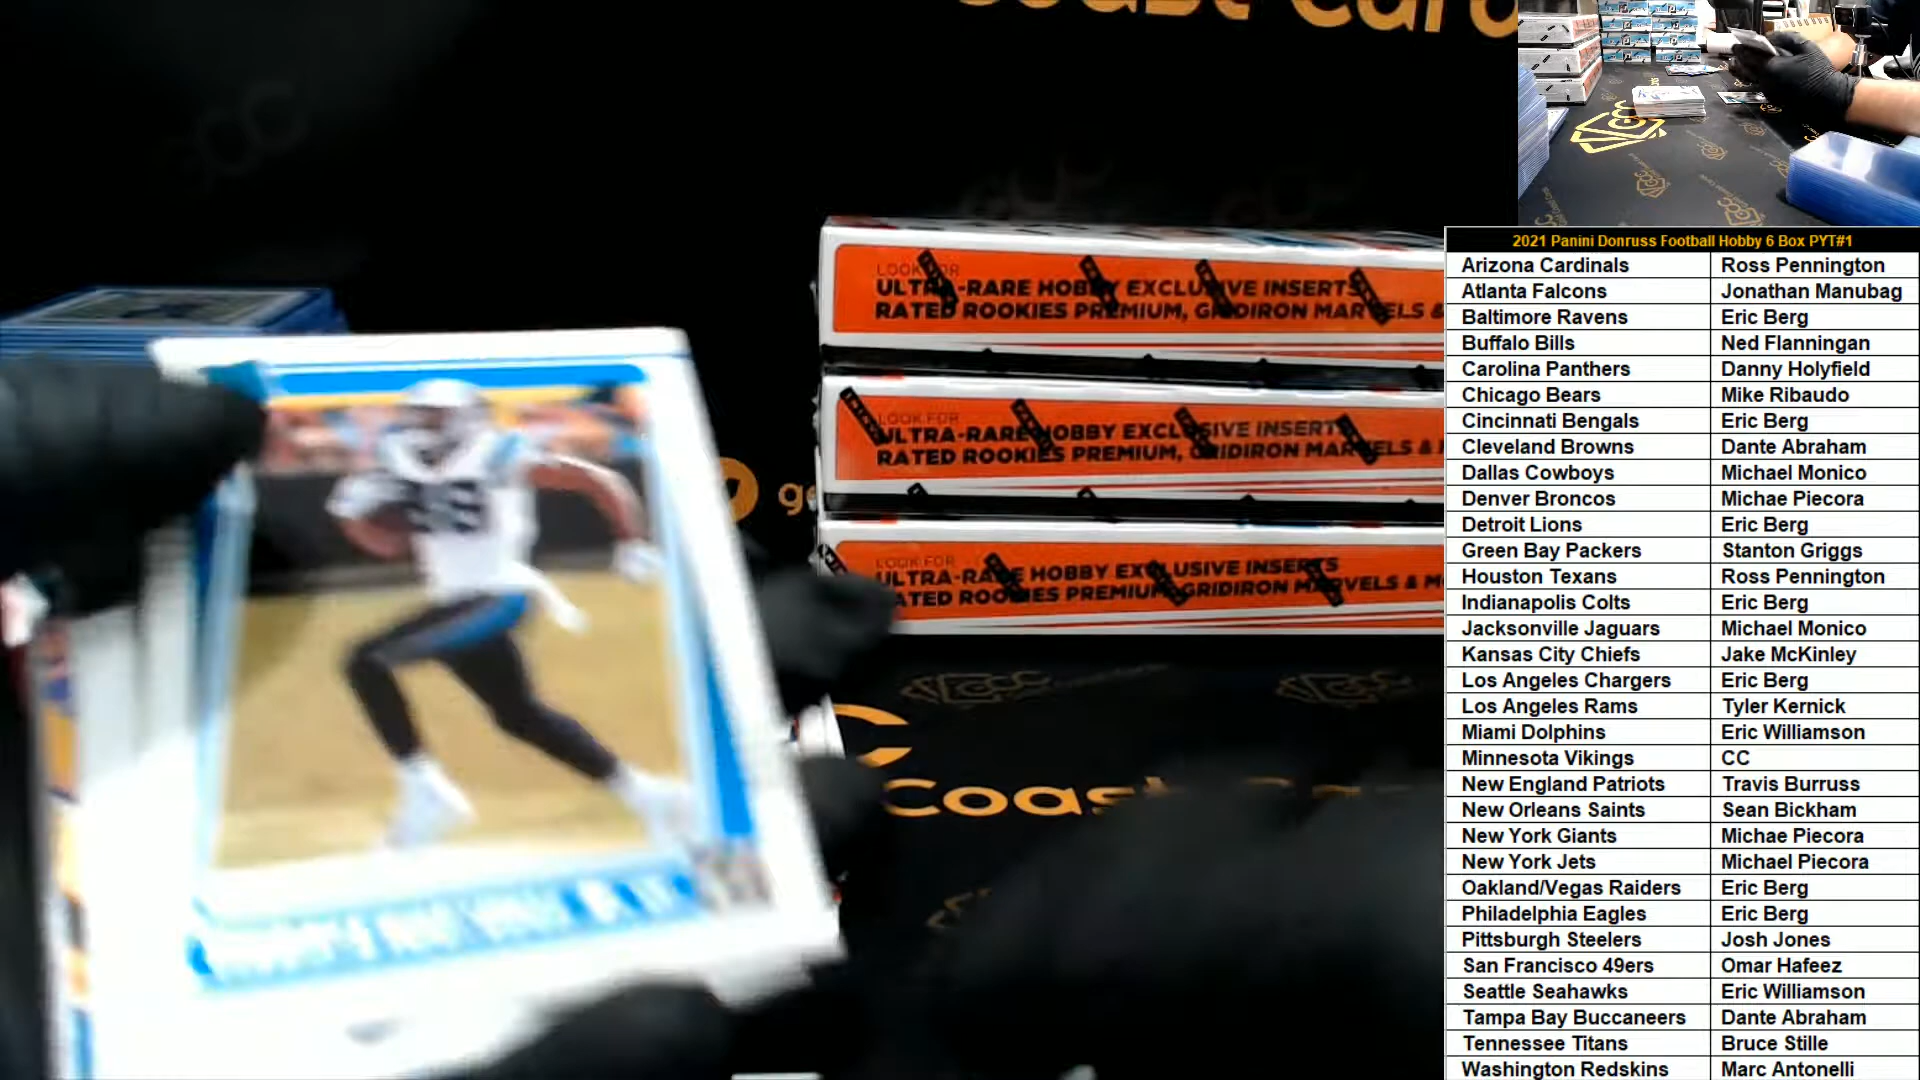 Coast Card
LOOK FOR
ULTRA-RARE HOBBY EXCLUSIVE INSERTS
RATED ROOKIES PREMIUM, GRIDIRON MARVELS &
LOOK FOR
ULTRA-RARE HOBBY EXCLUSIVE INSERTS
RATED ROOKIES PREMIUM, GRIDIRON MARVELS &
LOOK FOR
ULTRA-RARE HOBBY EXCLUSIVE INSERTS
RATED ROOKIES PREMIUM, GRIDIRON MARVELS &
Coast
GCC
2021 Panini Donruss Football Hobby 6 Box PYT#1
Arizona Cardinals Ross Pennington
Atlanta Falcons Jonathan Manubag
Baltimore Ravens Eric Berg
Buffalo Bills Ned Flanningan
Carolina Panthers Danny Holyfield
Chicago Bears Mike Ribaudo
Cincinnati Bengals Eric Berg
Cleveland Browns Dante Abraham
Dallas Cowboys Michael Monico
Denver Broncos Michae Piecora
Detroit Lions Eric Berg
Green Bay Packers Stanton Griggs
Houston Texans Ross Pennington
Indianapolis Colts Eric Berg
Jacksonville Jaguars Michael Monico
Kansas City Chiefs Jake McKinley
Los Angeles Chargers Eric Berg
Los Angeles Rams Tyler Kernick
Miami Dolphins Eric Williamson
Minnesota Vikings CC
New England Patriots Travis Burruss
New Orleans Saints Sean Bickham
New York Giants Michae Piecora
New York Jets Michael Piecora
Oakland/Vegas Raiders Eric Berg
Philadelphia Eagles Eric Berg
Pittsburgh Steelers Josh Jones
San Francisco 49ers Omar Hafeez
Seattle Seahawks Eric Williamson
Tampa Bay Buccaneers Dante Abraham
Tennessee Titans Bruce Stille
Washington Redskins Marc Antonelli